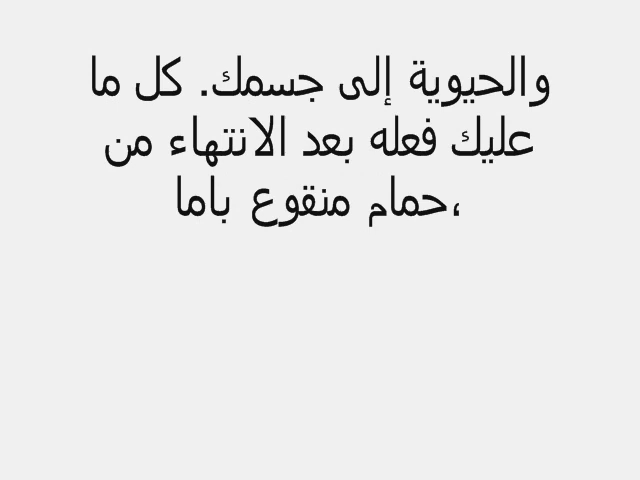 والحيوية إلى جسمك. كل ما
عليك فعله بعد الانتهاء من
،حمام منقوع باما